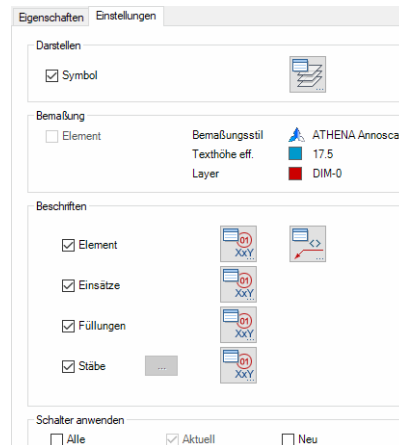 Eigenschaften Einstellungen
Darstellen
Symbol
Bemaßung
Element Bemaßungsstil ATHENA Annosca
Texthöhe eff. 17.5
Layer DIM-0
Beschriften
Element 01 XxY <>
Einsätze 01 XxY
Füllungen 01 XxY
Stäbe ... 01 XxY
Schalter anwenden
Alle Aktuell Neu